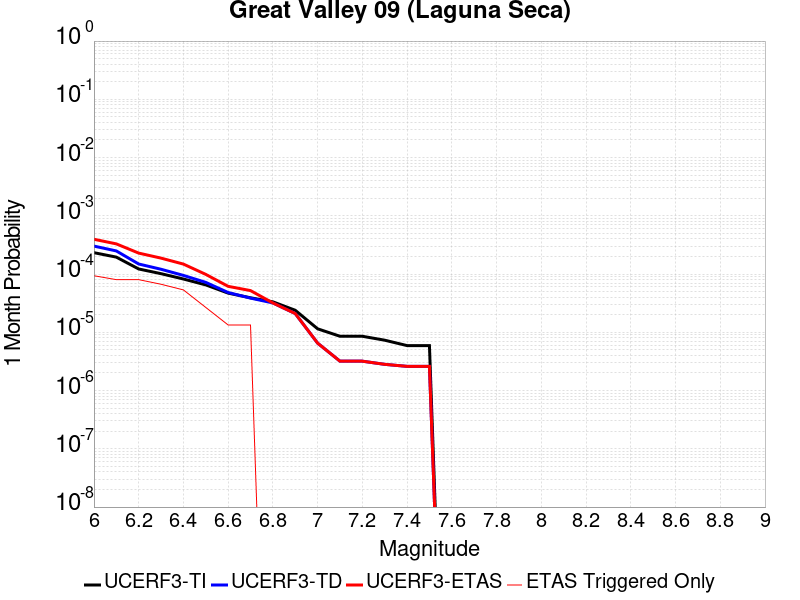 Great Valley 09 (Laguna Seca)
10^0
10^-1
10^-2
10^-3
10^-4
10^-5
10^-6
10^-7
10^-8
1 Month Probability
6 6.2 6.4 6.6 6.8 7 7.2 7.4 7.6 7.8 8 8.2 8.4 8.6 8.8 9
Magnitude
UCERF3-TI UCERF3-TD UCERF3-ETAS ETAS Triggered Only